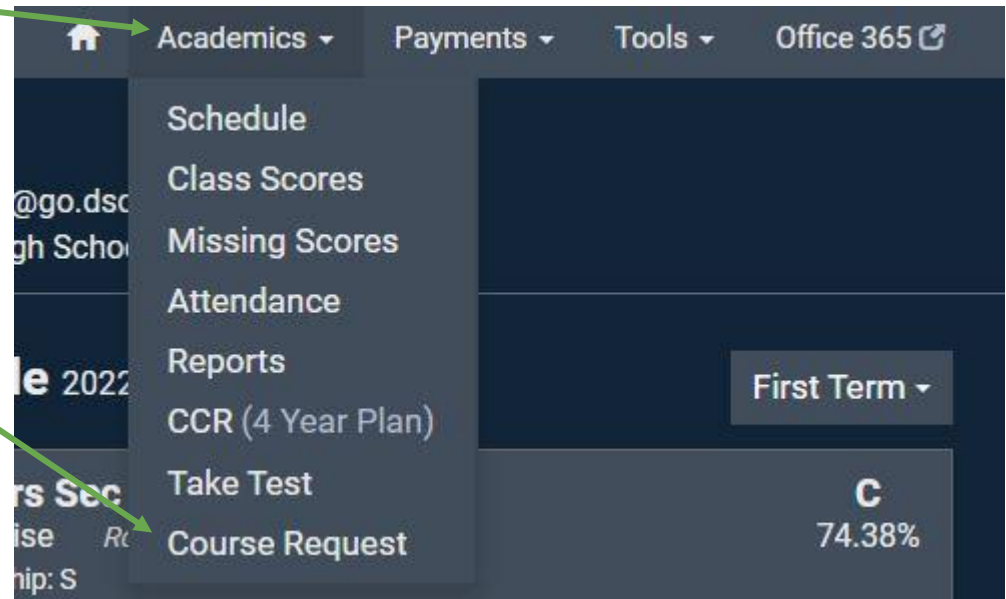 Academics Payments Tools Office 365
Schedule
Class Scores
@go.dsc
Missing Scores
gh Schoo
Attendance
Reports
le 2022
First Term
CCR (4 Year Plan)
rs Sec
Take Test
C
ise
Course Request
74.38%
hip: S